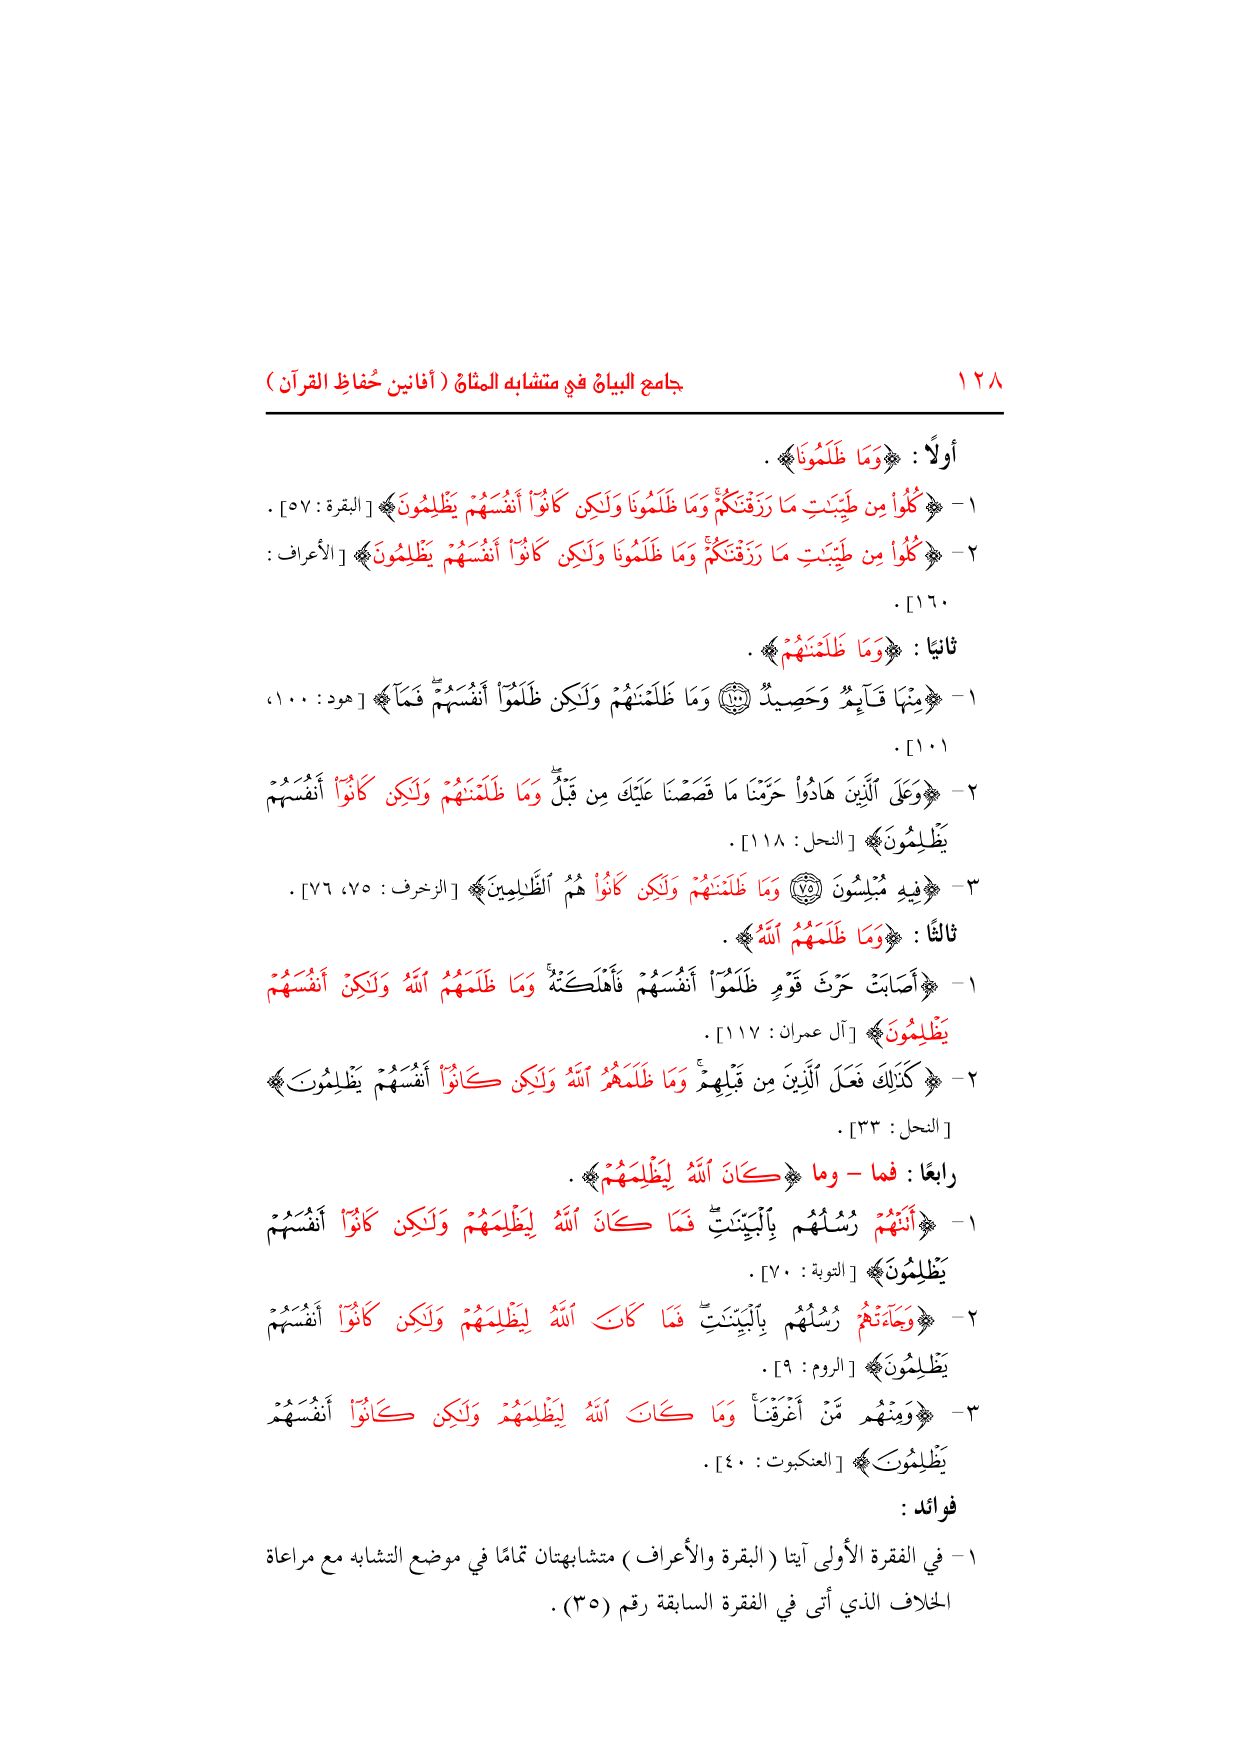 ١٢٨ جامع البيان في متشابه المثان ( أفانين حُفاظِ القرآن )
أولًا : ﴿وَمَا ظَلَمُونَا﴾ .
١- ﴿كُلُوا۟ مِن طَيِّبَـٰتِ مَا رَزَقْنَـٰكُمْ ۚ وَمَا ظَلَمُونَا وَلَـٰكِن كَانُوٓا۟ أَنفُسَهُمْ يَظْلِمُونَ﴾ [البقرة : ٥٧] .
٢- ﴿كُلُوا۟ مِن طَيِّبَـٰتِ مَا رَزَقْنَـٰكُمْ ۚ وَمَا ظَلَمُونَا وَلَـٰكِن كَانُوٓا۟ أَنفُسَهُمْ يَظْلِمُونَ﴾ [الأعراف :
١٦٠] .
ثانيًا : ﴿وَمَا ظَلَمْنَـٰهُمْ﴾ .
١- ﴿مِنْهَا قَآئِمٌ وَحَصِيدٌ ١٠٠ وَمَا ظَلَمْنَـٰهُمْ وَلَـٰكِن ظَلَمُوٓا۟ أَنفُسَهُمْ ۖ فَمَآ﴾ [هود : ١٠٠،
١٠١] .
٢- ﴿وَعَلَى ٱلَّذِينَ هَادُوا۟ حَرَّمْنَا مَا قَصَصْنَا عَلَيْكَ مِن قَبْلُ ۖ وَمَا ظَلَمْنَـٰهُمْ وَلَـٰكِن كَانُوٓا۟ أَنفُسَهُمْ
يَظْلِمُونَ﴾ [النحل : ١١٨] .
٣- ﴿فِيهِ مُبْلِسُونَ ٧٥ وَمَا ظَلَمْنَـٰهُمْ وَلَـٰكِن كَانُوا۟ هُمُ ٱلظَّـٰلِمِينَ﴾ [الزخرف : ٧٥، ٧٦] .
ثالثًا : ﴿وَمَا ظَلَمَهُمُ ٱللَّهُ﴾ .
١- ﴿أَصَابَتْ حَرْثَ قَوْمٍ ظَلَمُوٓا۟ أَنفُسَهُمْ فَأَهْلَكَتْهُ ۚ وَمَا ظَلَمَهُمُ ٱللَّهُ وَلَـٰكِنْ أَنفُسَهُمْ
يَظْلِمُونَ﴾ [آل عمران : ١١٧] .
٢- ﴿كَذَٰلِكَ فَعَلَ ٱلَّذِينَ مِن قَبْلِهِمْ ۚ وَمَا ظَلَمَهُمُ ٱللَّهُ وَلَـٰكِن كَانُوٓا۟ أَنفُسَهُمْ يَظْلِمُونَ﴾
[النحل : ٣٣] .
رابعًا : فما – وما ﴿كَانَ ٱللَّهُ لِيَظْلِمَهُمْ﴾ .
١- ﴿أَتَتْهُمْ رُسُلُهُم بِٱلْبَيِّنَـٰتِ ۖ فَمَا كَانَ ٱللَّهُ لِيَظْلِمَهُمْ وَلَـٰكِن كَانُوٓا۟ أَنفُسَهُمْ
يَظْلِمُونَ﴾ [التوبة : ٧٠] .
٢- ﴿وَجَآءَتْهُمْ رُسُلُهُم بِٱلْبَيِّنَـٰتِ ۖ فَمَا كَانَ ٱللَّهُ لِيَظْلِمَهُمْ وَلَـٰكِن كَانُوٓا۟ أَنفُسَهُمْ
يَظْلِمُونَ﴾ [الروم : ٩] .
٣- ﴿وَمِنْهُم مَّنْ أَغْرَقْنَا ۚ وَمَا كَانَ ٱللَّهُ لِيَظْلِمَهُمْ وَلَـٰكِن كَانُوٓا۟ أَنفُسَهُمْ
يَظْلِمُونَ﴾ [العنكبوت : ٤٠] .
فوائد :
١- في الفقرة الأولى آيتا ( البقرة والأعراف ) متشابهتان تمامًا في موضع التشابه مع مراعاة
الخلاف الذي أتى في الفقرة السابقة رقم (٣٥) .